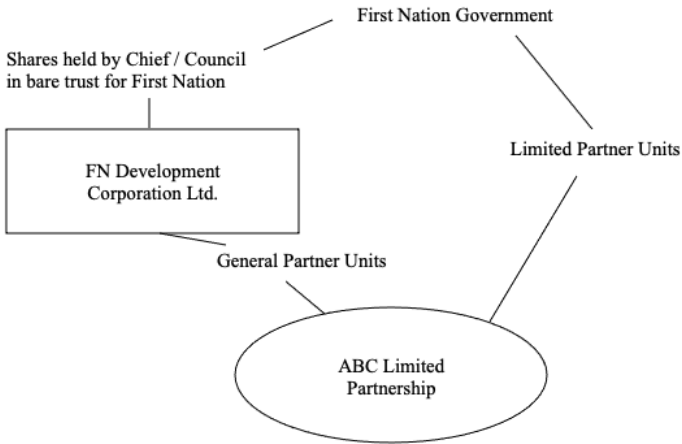 First Nation Government
Shares held by Chief / Council
in bare trust for First Nation
Limited Partner Units
FN Development
Corporation Ltd.
General Partner Units
ABC Limited
Partnership